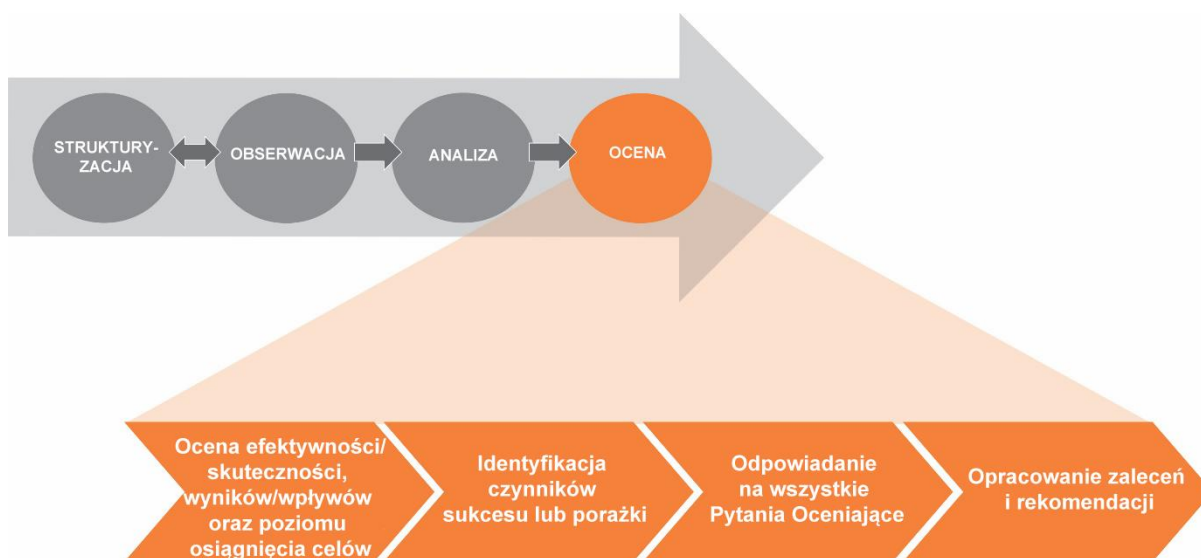 STRUKTURY-
ZACJA
OBSERWACJA
ANALIZA
OCENA
Ocena efektywności/
skuteczności,
wyników/wpływów
oraz poziomu
osiągnięcia celów
Identyfikacja
czynników
sukcesu lub porażki
Odpowiadanie
na wszystkie
Pytania Oceniające
Opracowanie zaleceń
i rekomendacji